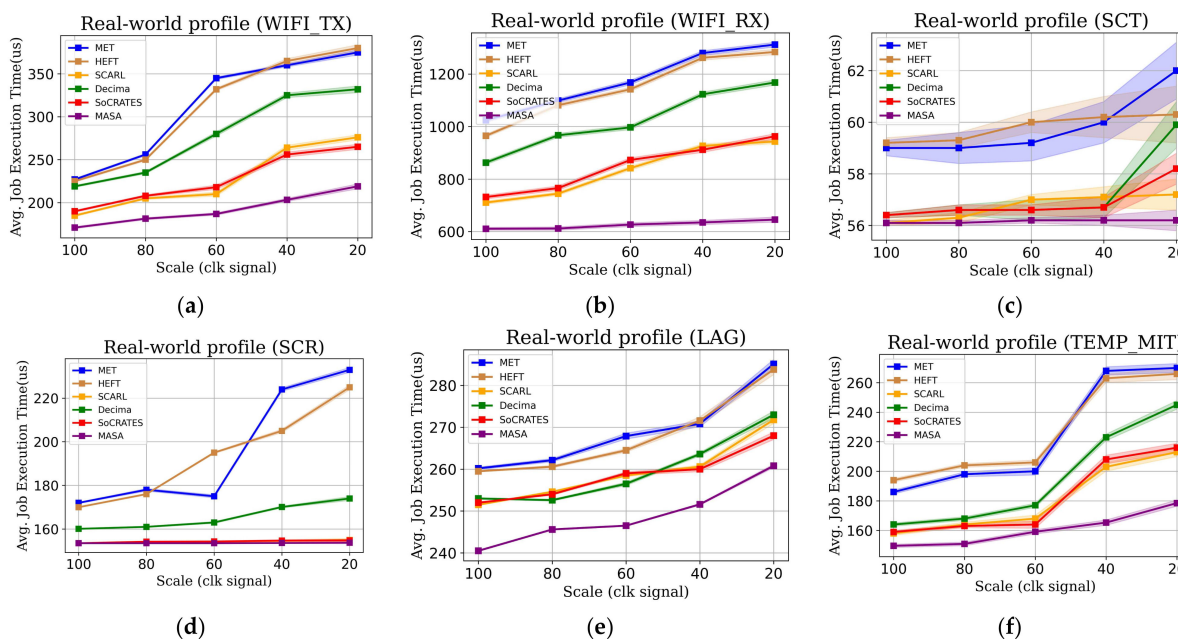 Real-world profile (WIFI_TX)
Avg. Job Execution Time(us)
350
300
250
200
MET
HEFT
SCARL
Decima
SoCRATES
MASA
100 80 60 40 20
Scale (clk signal)
(a)
Real-world profile (WIFI_RX)
Avg. Job Execution Time(us)
1200
1000
800
600
MET
HEFT
SCARL
Decima
SoCRATES
MASA
100 80 60 40 20
Scale (clk signal)
(b)
Real-world profile (SCT)
Avg. Job Execution Time(us)
62
60
58
56
MET
HEFT
SCARL
Decima
SoCRATES
MASA
100 80 60 40 20
Scale (clk signal)
(c)
Real-world profile (SCR)
Avg. Job Execution Time(us)
220
200
180
160
MET
HEFT
SCARL
Decima
SoCRATES
MASA
100 80 60 40 20
Scale (clk signal)
(d)
Real-world profile (LAG)
Avg. Job Execution Time(us)
280
270
260
250
240
MET
HEFT
SCARL
Decima
SoCRATES
MASA
100 80 60 40 20
Scale (clk signal)
(e)
Real-world profile (TEMP_MIT)
Avg. Job Execution Time(us)
260
240
220
200
180
160
MET
HEFT
SCARL
Decima
SoCRATES
MASA
100 80 60 40 20
Scale (clk signal)
(f)